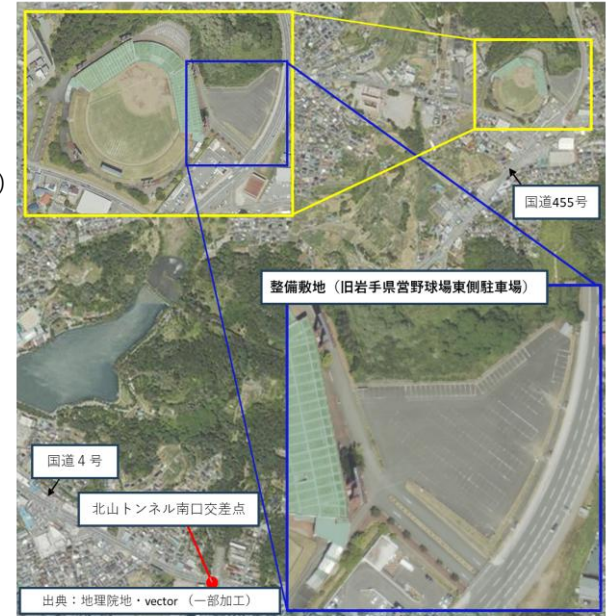 )
国道455号
整備敷地（旧岩手県営野球場東側駐車場）
国道４号
北山トンネル南口交差点
出典：地理院地・vector （一部加工）